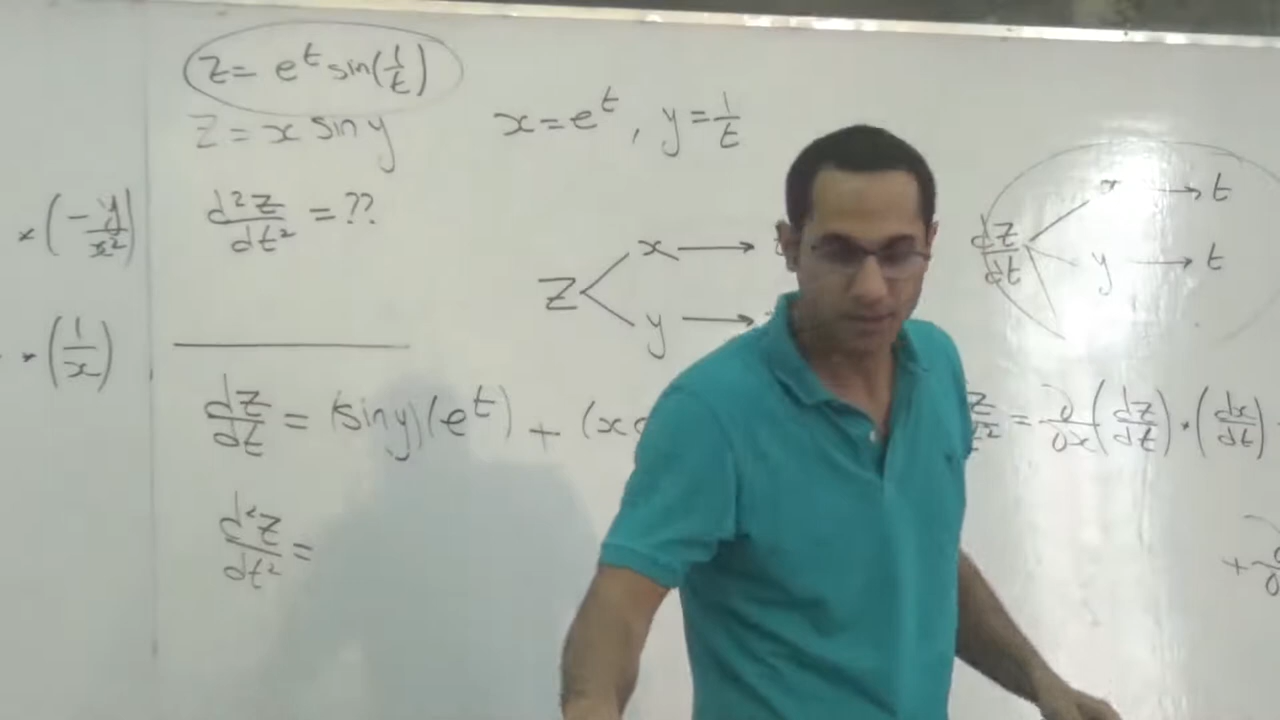 z = e^t sin(1/t)
z = x sin y
x = e^t , y = 1/t
* (-y/x²)
d²z/dt² = ??
* (1/x)
z x
y
dz/dt x → t
y → t
dz/dt = (sin y)(e^t) + (x
d²z/dt² =
= ∂/∂x (dz/dt) · (dx/dt)
+